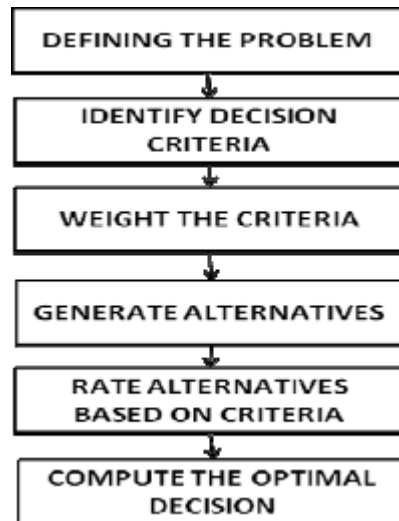 DEFINING THE PROBLEM
IDENTIFY DECISION
CRITERIA
WEIGHT THE CRITERIA
GENERATE ALTERNATIVES
RATE ALTERNATIVES
BASED ON CRITERIA
COMPUTE THE OPTIMAL
DECISION